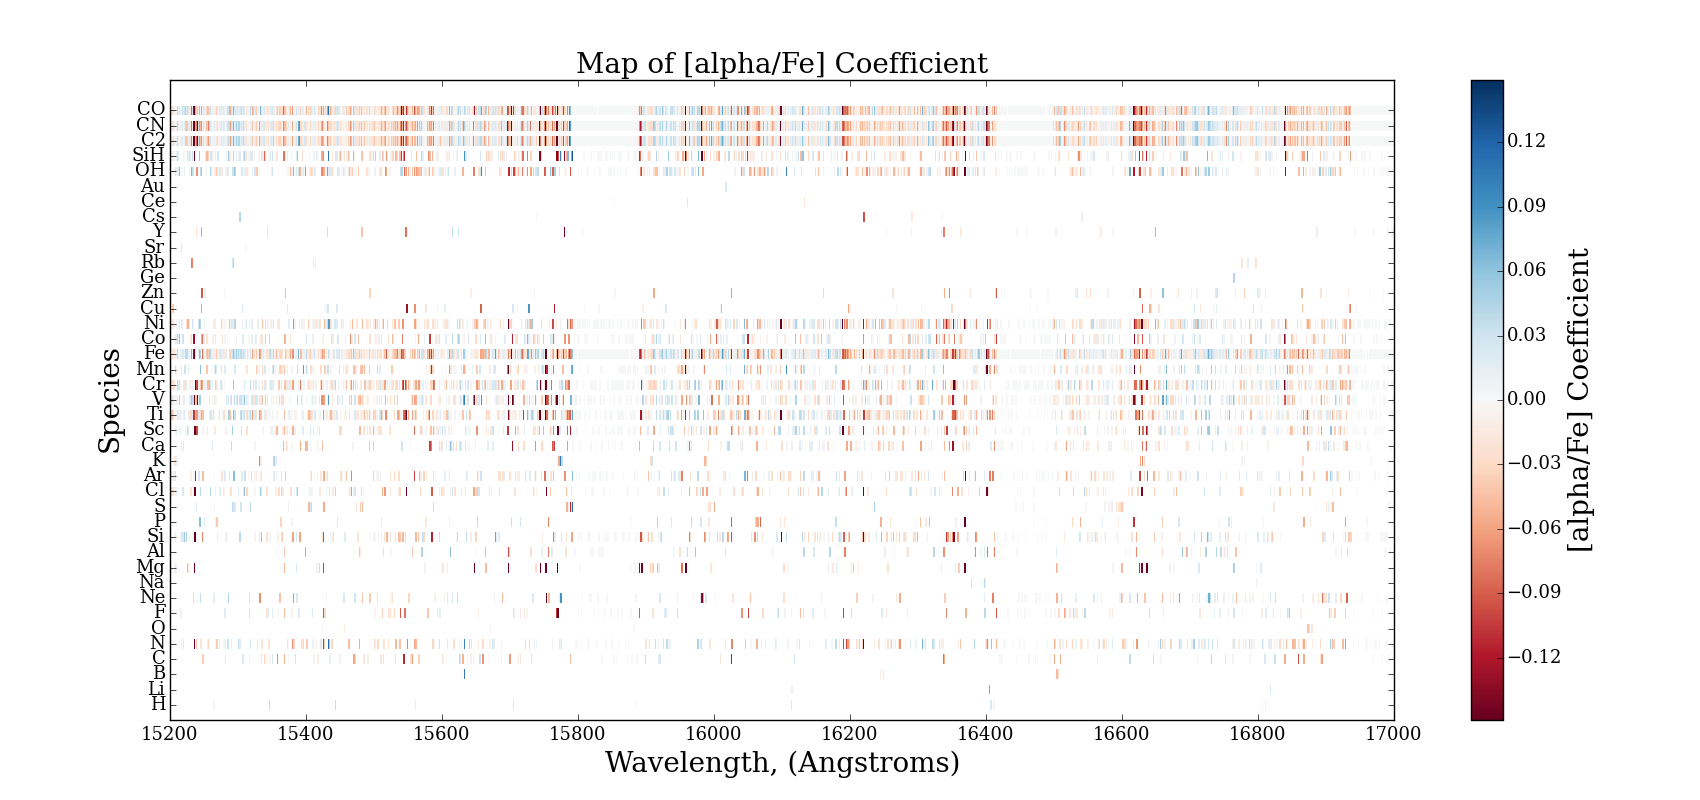 Map of [alpha/Fe] Coefficient
CO
CN
C2
SiH
OH
Au
Ce
Cs
Y
Sr
Rb
Ge
Zn
Cu
Ni
Co
Fe
Mn
Cr
V
Ti
Sc
Ca
K
Ar
Cl
S
P
Si
Al
Mg
Na
Ne
F
O
N
C
B
Li
H
Species
15200 15400 15600 15800 16000 16200 16400 16600 16800 17000
Wavelength, (Angstroms)
0.12
0.09
0.06
0.03
0.00
−0.03
−0.06
−0.09
−0.12
[alpha/Fe] Coefficient